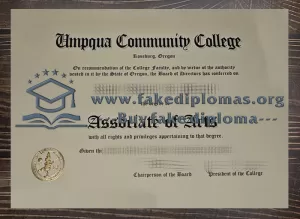 Umpqua Community College
Roseburg, Oregon
On recommendation of the College Faculty, and by virtue of the authority
vested in it by the State of Oregon, the Board of Directors has conferred on
www.fakediplomas.org
Buy fake diploma---
Associate of Arts
with all rights and privileges appertaining to that degree.
Given the
Chairperson of the Board
President of the College